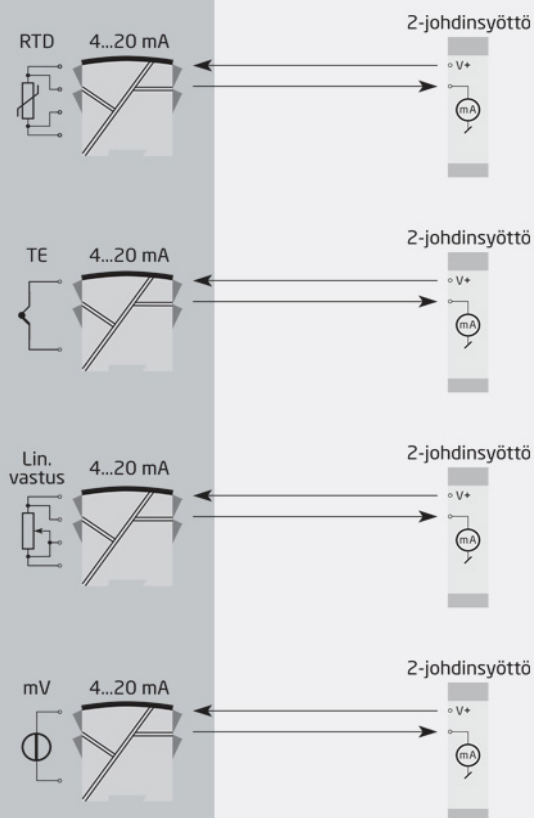 2-johdinsyöttö
RTD
4...20 mA
V+
mA
2-johdinsyöttö
TE
4...20 mA
V+
mA
2-johdinsyöttö
Lin.
vastus
4...20 mA
V+
mA
2-johdinsyöttö
mV
4...20 mA
V+
mA